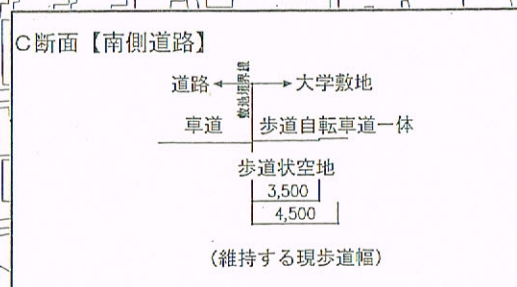 C断面【南側道路】
敷地境界線
道路 大学敷地
車道 歩道自転車道一体
歩道状空地
3,500
4,500
(維持する現歩道幅)